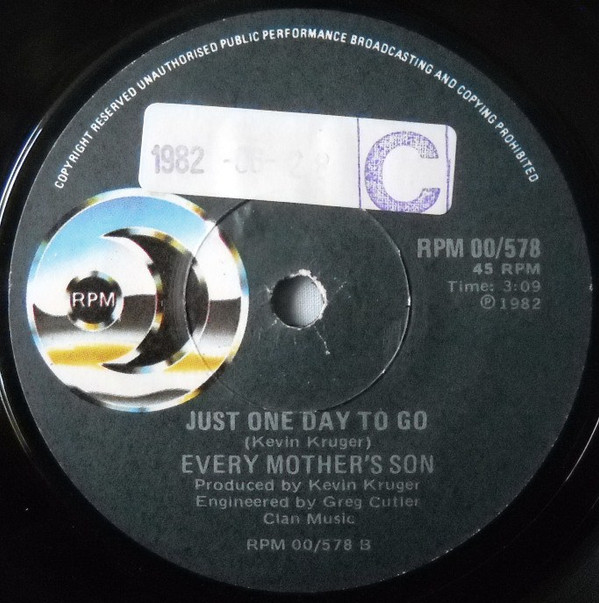 COPYRIGHT RESERVED UNAUTHORISED PUBLIC PERFORMANCE BROADCASTING AND COPYING PROHIBITED
1982
C
RPM 00/578
45 RPM
Time: 3:09
Ⓟ 1982
RPM
JUST ONE DAY TO GO
(Kevin Kruger)
EVERY MOTHER'S SON
Produced by Kevin Kruger
Engineered by Greg Cutler
Clan Music
RPM 00/578 B